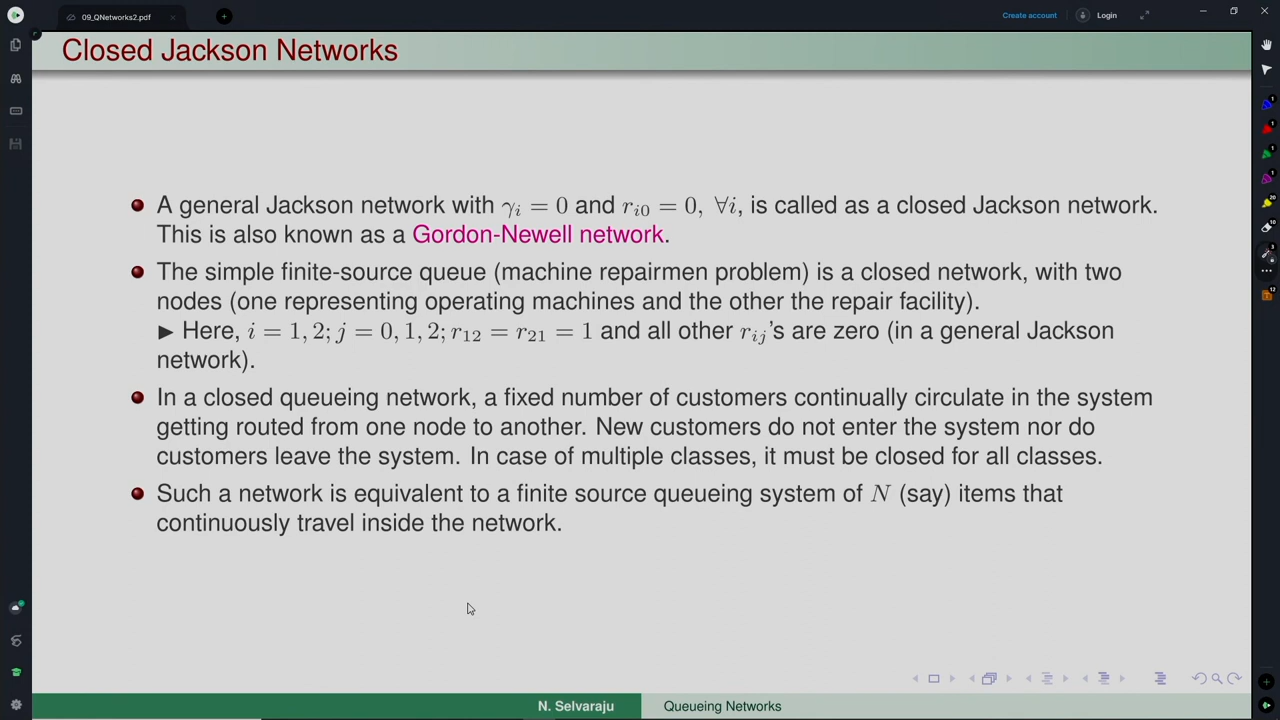 09_QNetworks2.pdf
Create account
Login
Closed Jackson Networks
A general Jackson network with γi = 0 and ri0 = 0, ∀i, is called as a closed Jackson network.
This is also known as a Gordon-Newell network.
The simple finite-source queue (machine repairmen problem) is a closed network, with two
nodes (one representing operating machines and the other the repair facility).
▶ Here, i = 1, 2; j = 0, 1, 2; r12 = r21 = 1 and all other rij's are zero (in a general Jackson
network).
In a closed queueing network, a fixed number of customers continually circulate in the system
getting routed from one node to another. New customers do not enter the system nor do
customers leave the system. In case of multiple classes, it must be closed for all classes.
Such a network is equivalent to a finite source queueing system of N (say) items that
continuously travel inside the network.
N. Selvaraju
Queueing Networks